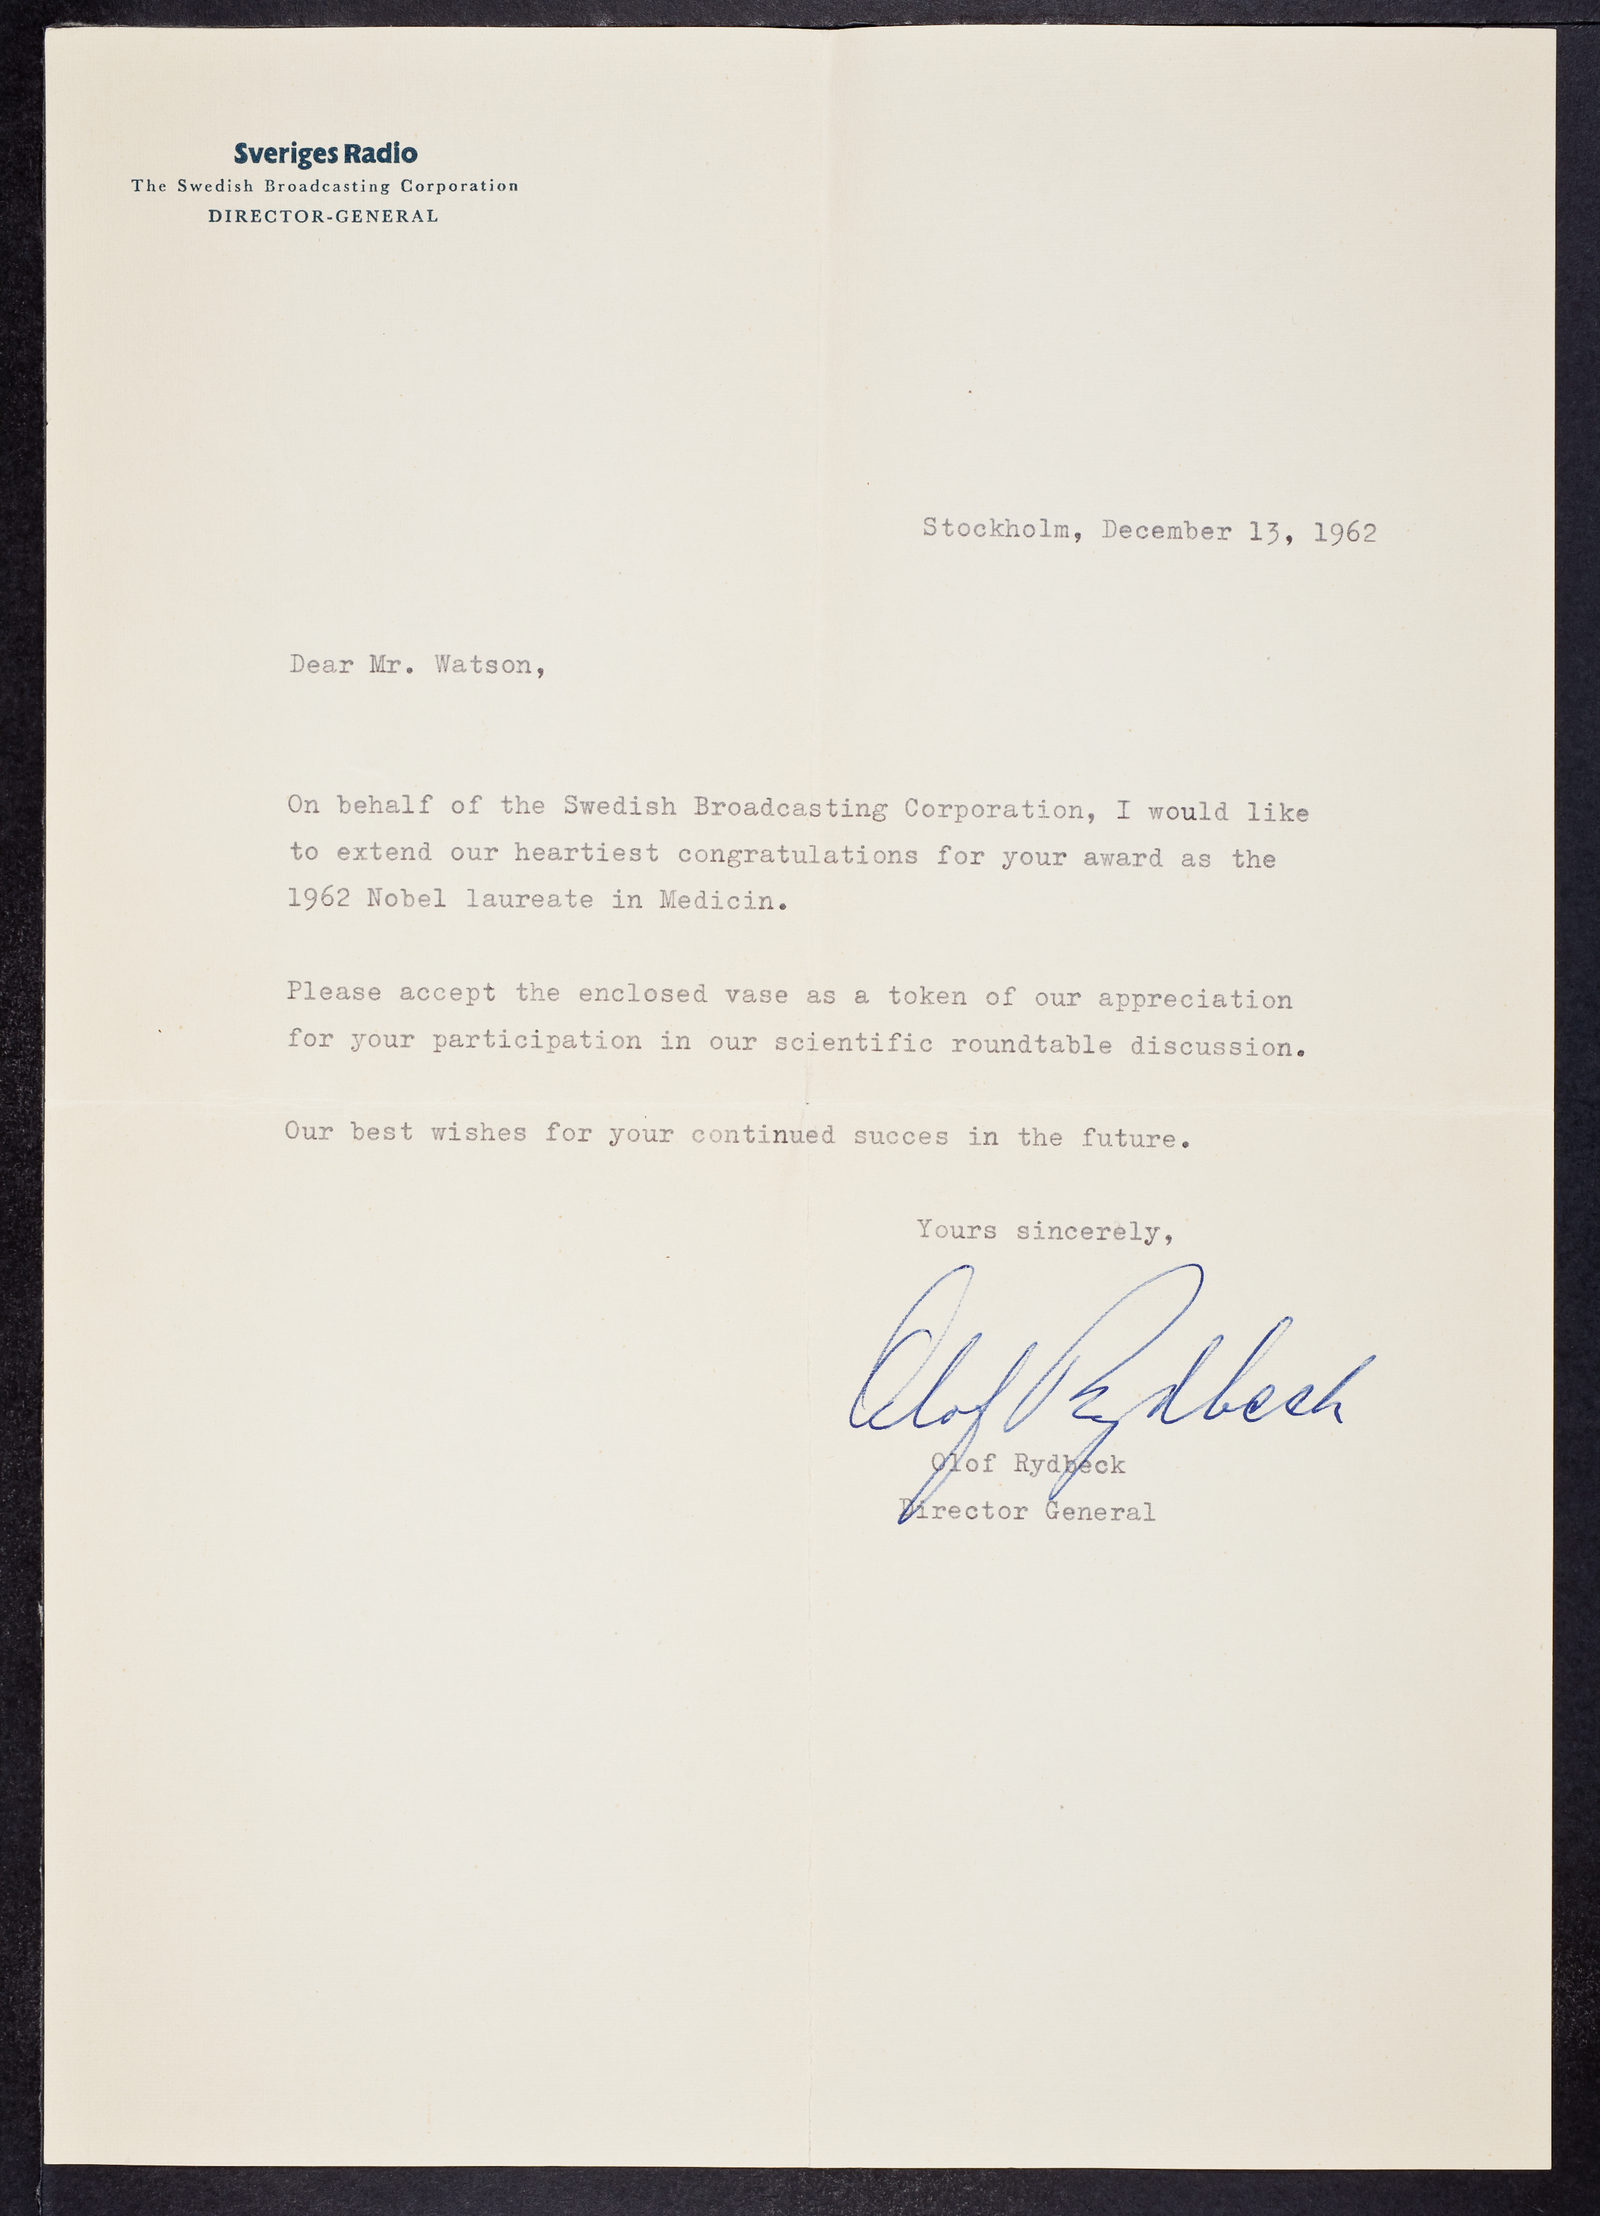 Sveriges Radio
The Swedish Broadcasting Corporation
DIRECTOR-GENERAL
Stockholm, December 13, 1962
Dear Mr. Watson,
On behalf of the Swedish Broadcasting Corporation, I would like
to extend our heartiest congratulations for your award as the
1962 Nobel laureate in Medicin.
Please accept the enclosed vase as a token of our appreciation
for your participation in our scientific roundtable discussion.
Our best wishes for your continued succes in the future.
Yours sincerely,
Olof Rydbeck
Olof Rydbeck
Director General